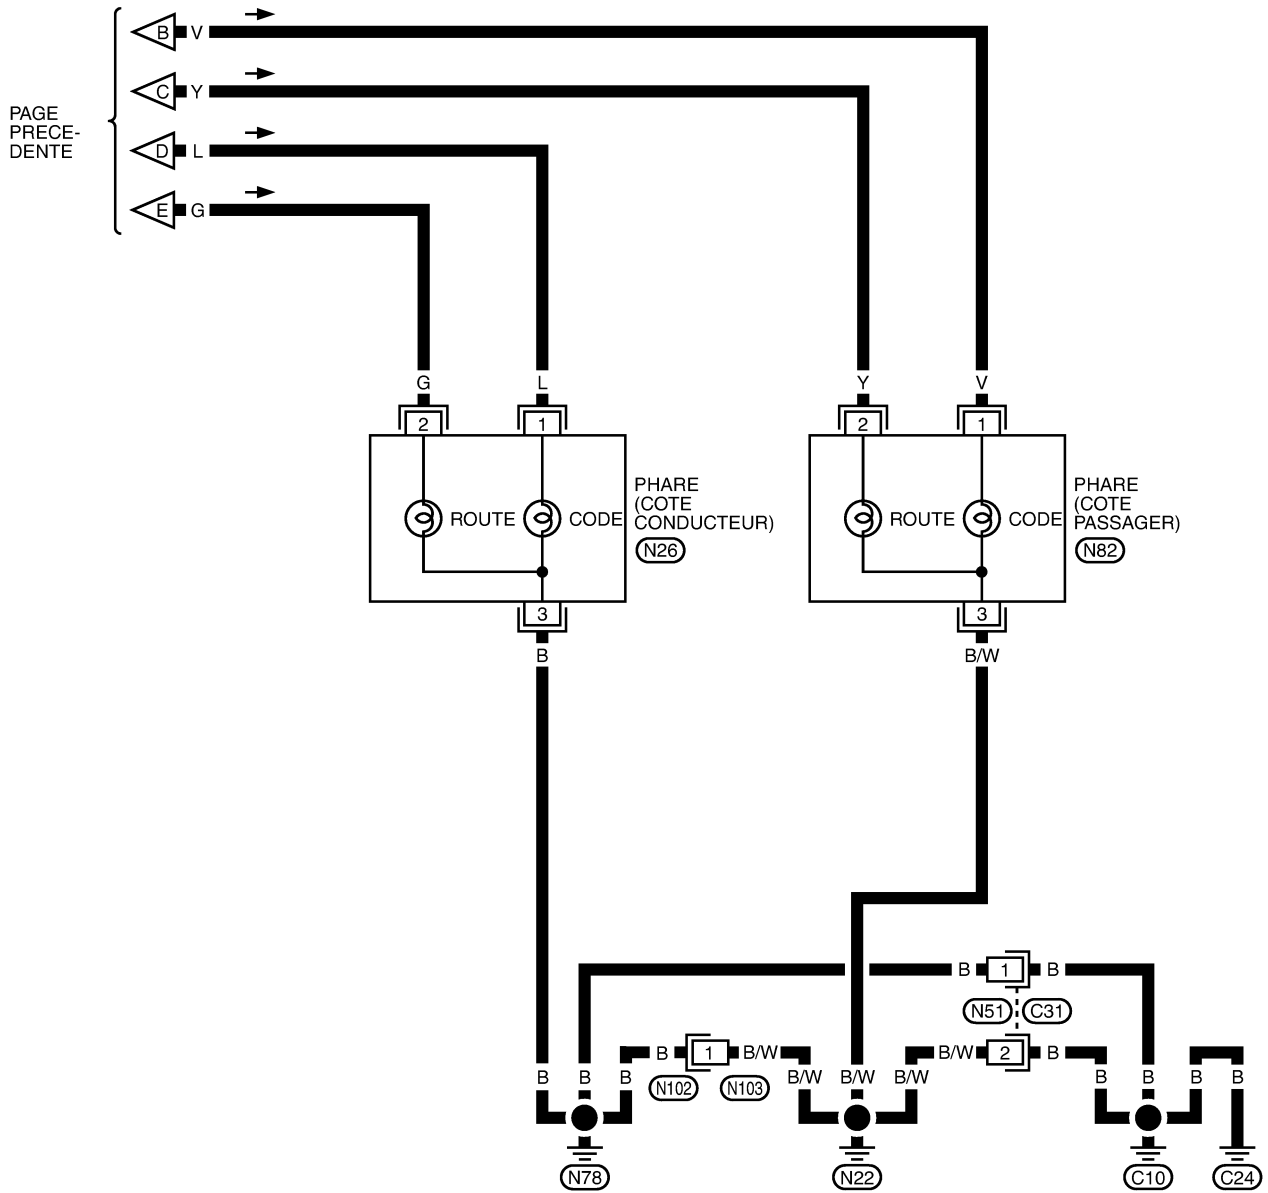 B V
C Y
D L
E G
PAGE
PRECE-
DENTE
G L Y V
2 1 2 1
ROUTE CODE
PHARE
(COTE
CONDUCTEUR)
N26
ROUTE CODE
PHARE
(COTE
PASSAGER)
N82
3 3
B B/W
B 1 B
N51 C31
B 1 B/W
B/W 2 B
N102 N103
B B B B/W B/W B/W B B B B
N78 N22 C10 C24